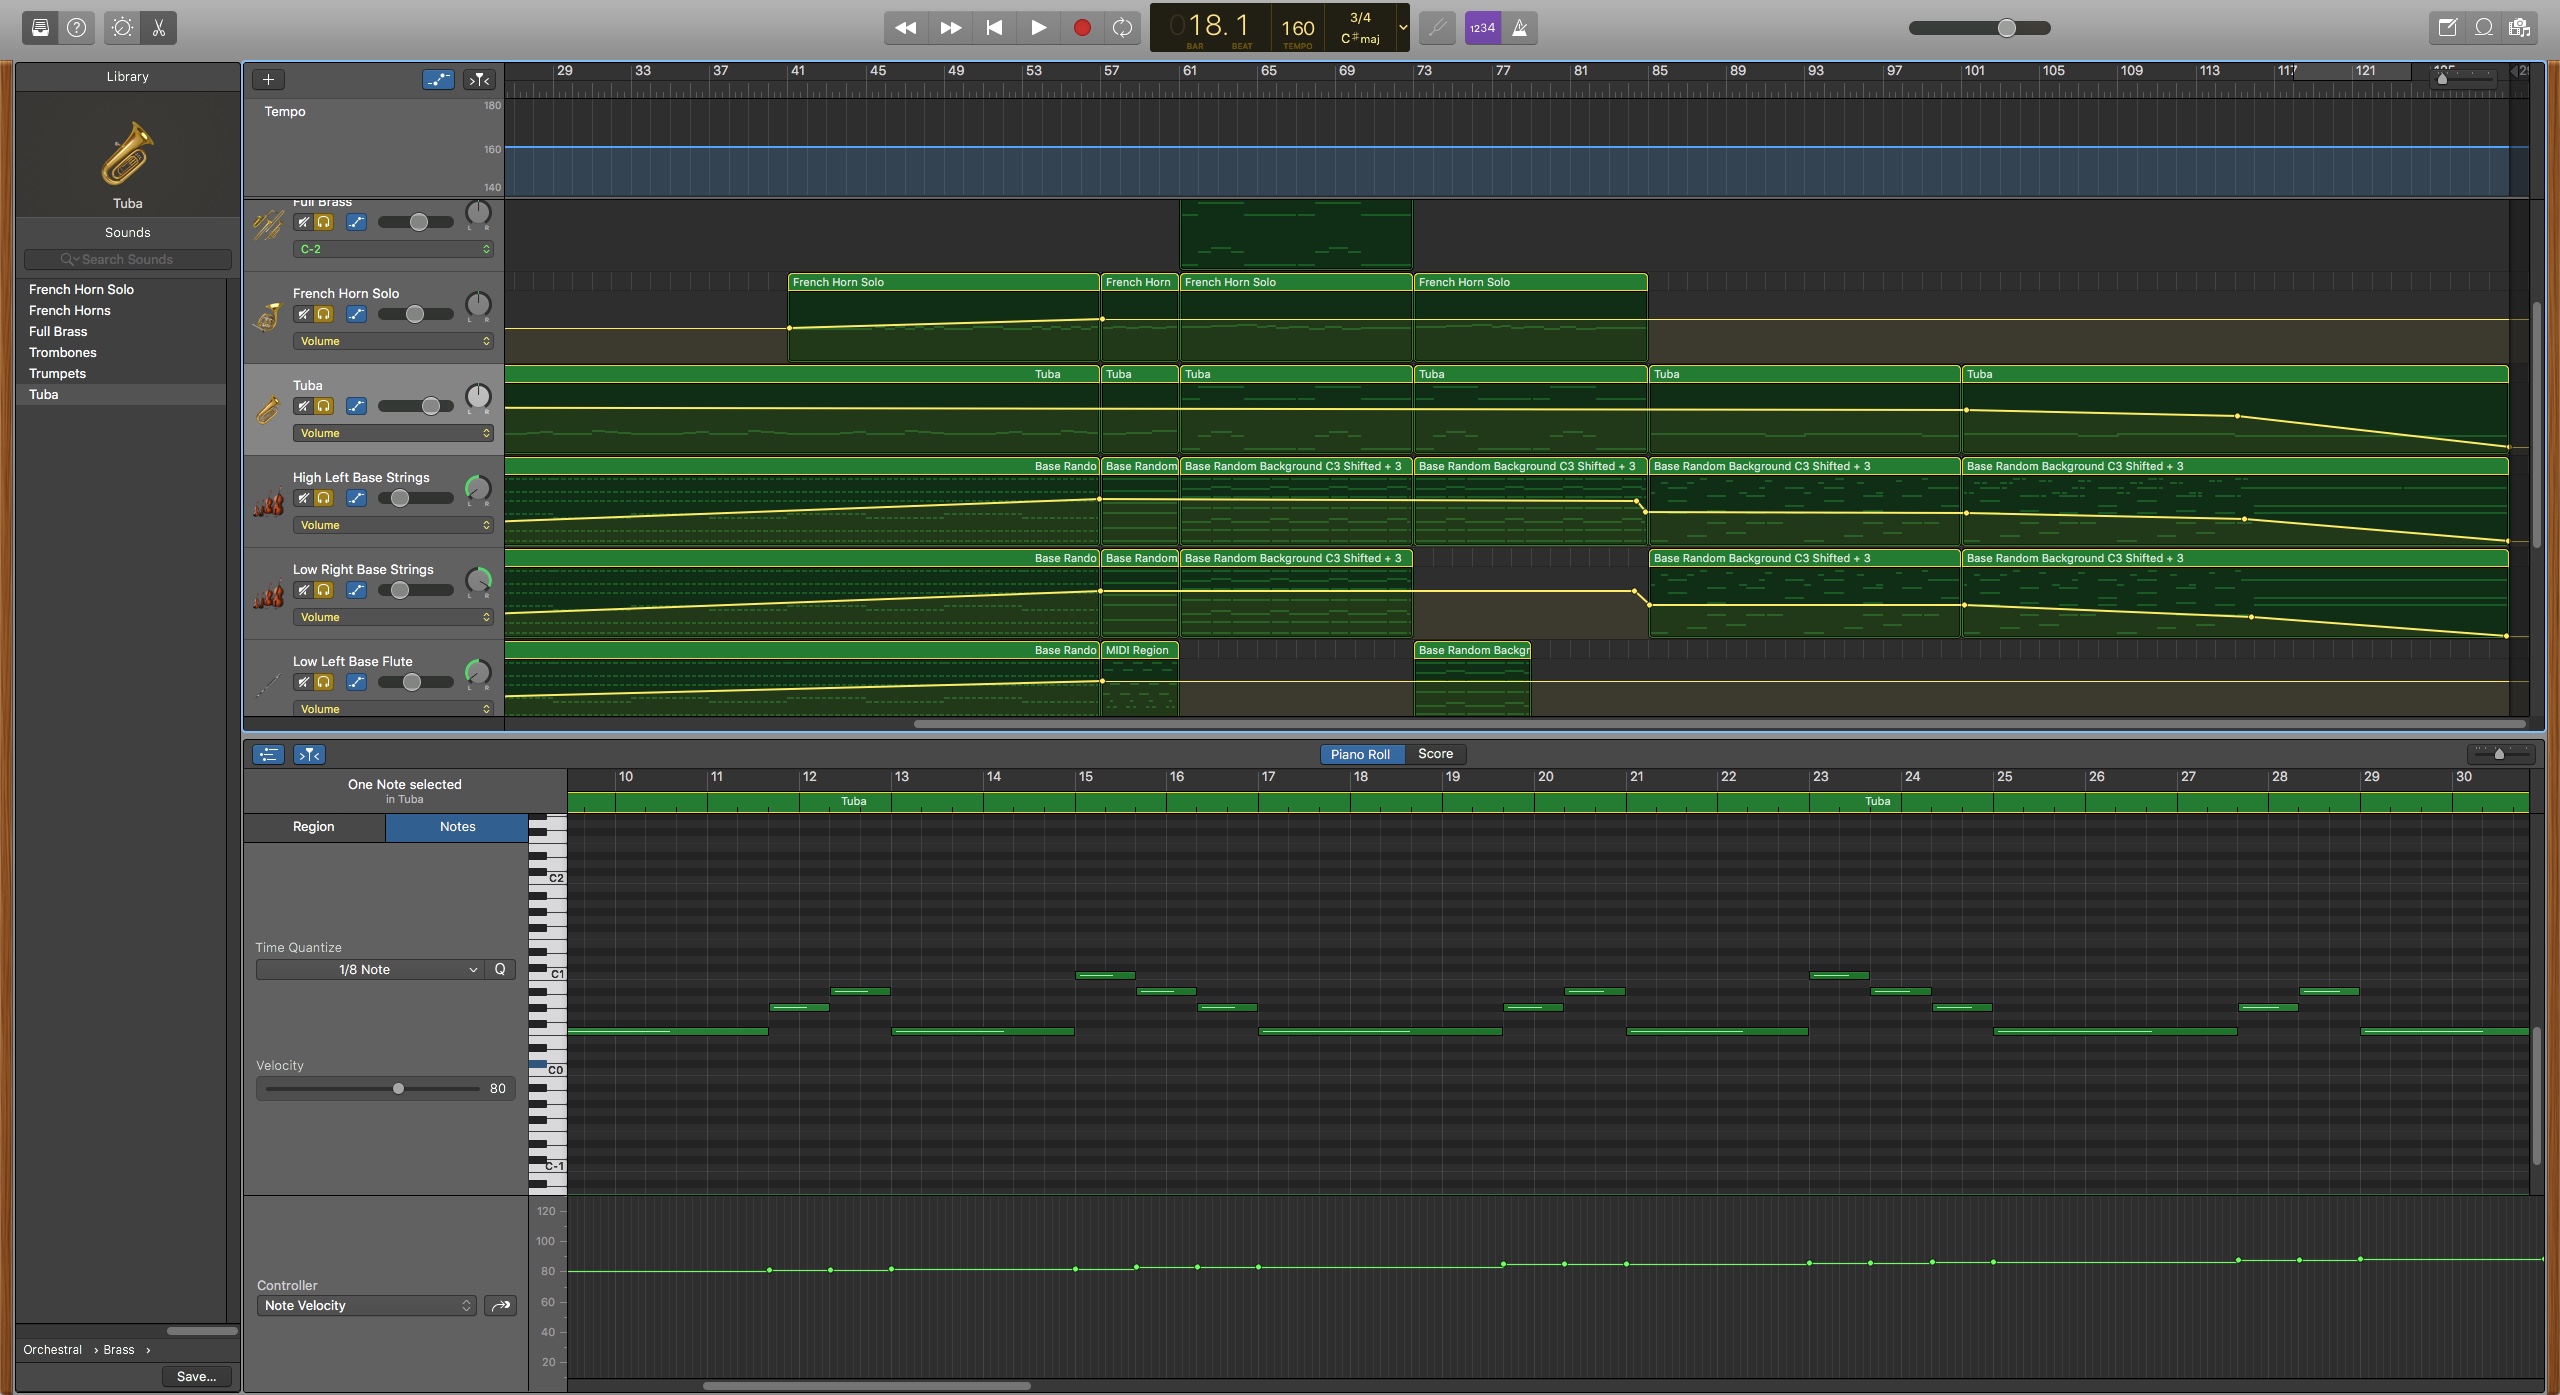 018. 1
BAR BEAT
160
TEMPO
3/4
C♯maj
1234
Library
Tuba
Sounds
Search Sounds
French Horn Solo
French Horns
Full Brass
Trombones
Trumpets
Tuba
Orchestral › Brass ›
Save...
29 33 37 41 45 49 53 57 61 65 69 73 77 81 85 89 93 97 101 105 109 113 117 121
Tempo
180
160
140
Full Brass
L R
C-2
French Horn Solo
L R
Volume
French Horn Solo French Horn French Horn Solo French Horn Solo
Tuba
L R
Volume
Tuba Tuba Tuba Tuba Tuba Tuba
High Left Base Strings
L R
Volume
Base Rando Base Random Base Random Background C3 Shifted + 3 Base Random Background C3 Shifted + 3 Base Random Background C3 Shifted + 3 Base Random Background C3 Shifted + 3
Low Right Base Strings
L R
Volume
Base Rando Base Random Base Random Background C3 Shifted + 3 Base Random Background C3 Shifted + 3 Base Random Background C3 Shifted + 3
Low Left Base Flute
L R
Volume
Base Rando MIDI Region Base Random Backgr
Piano Roll Score
One Note selected
in Tuba
10 11 12 13 14 15 16 17 18 19 20 21 22 23 24 25 26 27 28 29 30
Tuba Tuba
Region Notes
C2
C1
C0
C-1
Time Quantize
1/8 Note Q
Velocity
80
120
100
80
60
40
20
Controller
Note Velocity